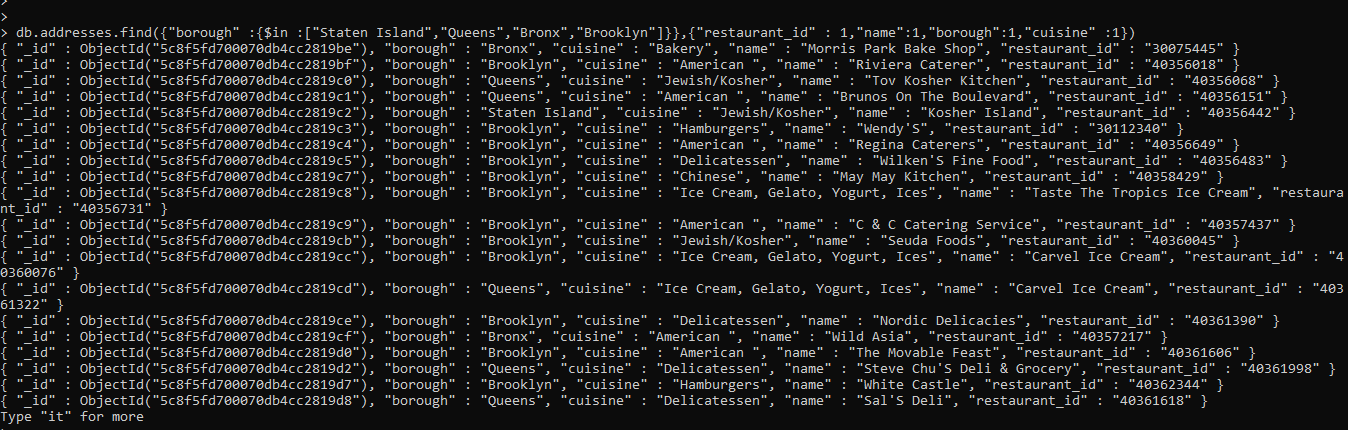 >
>
> db.addresses.find({"borough" :{$in :["Staten Island","Queens","Bronx","Brooklyn"]}},{"restaurant_id" : 1,"name":1,"borough":1,"cuisine" :1})
{ "_id" : ObjectId("5c8f5fd700070db4cc2819be"), "borough" : "Bronx", "cuisine" : "Bakery", "name" : "Morris Park Bake Shop", "restaurant_id" : "30075445" }
{ "_id" : ObjectId("5c8f5fd700070db4cc2819bf"), "borough" : "Brooklyn", "cuisine" : "American ", "name" : "Riviera Caterer", "restaurant_id" : "40356018" }
{ "_id" : ObjectId("5c8f5fd700070db4cc2819c0"), "borough" : "Queens", "cuisine" : "Jewish/Kosher", "name" : "Tov Kosher Kitchen", "restaurant_id" : "40356068" }
{ "_id" : ObjectId("5c8f5fd700070db4cc2819c1"), "borough" : "Queens", "cuisine" : "American ", "name" : "Brunos On The Boulevard", "restaurant_id" : "40356151" }
{ "_id" : ObjectId("5c8f5fd700070db4cc2819c2"), "borough" : "Staten Island", "cuisine" : "Jewish/Kosher", "name" : "Kosher Island", "restaurant_id" : "40356442" }
{ "_id" : ObjectId("5c8f5fd700070db4cc2819c3"), "borough" : "Brooklyn", "cuisine" : "Hamburgers", "name" : "Wendy'S", "restaurant_id" : "30112340" }
{ "_id" : ObjectId("5c8f5fd700070db4cc2819c4"), "borough" : "Brooklyn", "cuisine" : "American ", "name" : "Regina Caterers", "restaurant_id" : "40356649" }
{ "_id" : ObjectId("5c8f5fd700070db4cc2819c5"), "borough" : "Brooklyn", "cuisine" : "Delicatessen", "name" : "Wilken'S Fine Food", "restaurant_id" : "40356483" }
{ "_id" : ObjectId("5c8f5fd700070db4cc2819c7"), "borough" : "Brooklyn", "cuisine" : "Chinese", "name" : "May May Kitchen", "restaurant_id" : "40358429" }
{ "_id" : ObjectId("5c8f5fd700070db4cc2819c8"), "borough" : "Brooklyn", "cuisine" : "Ice Cream, Gelato, Yogurt, Ices", "name" : "Taste The Tropics Ice Cream", "restaura
nt_id" : "40356731" }
{ "_id" : ObjectId("5c8f5fd700070db4cc2819c9"), "borough" : "Brooklyn", "cuisine" : "American ", "name" : "C & C Catering Service", "restaurant_id" : "40357437" }
{ "_id" : ObjectId("5c8f5fd700070db4cc2819cb"), "borough" : "Brooklyn", "cuisine" : "Jewish/Kosher", "name" : "Seuda Foods", "restaurant_id" : "40360045" }
{ "_id" : ObjectId("5c8f5fd700070db4cc2819cc"), "borough" : "Brooklyn", "cuisine" : "Ice Cream, Gelato, Yogurt, Ices", "name" : "Carvel Ice Cream", "restaurant_id" : "4
0360076" }
{ "_id" : ObjectId("5c8f5fd700070db4cc2819cd"), "borough" : "Queens", "cuisine" : "Ice Cream, Gelato, Yogurt, Ices", "name" : "Carvel Ice Cream", "restaurant_id" : "403
61322" }
{ "_id" : ObjectId("5c8f5fd700070db4cc2819ce"), "borough" : "Brooklyn", "cuisine" : "Delicatessen", "name" : "Nordic Delicacies", "restaurant_id" : "40361390" }
{ "_id" : ObjectId("5c8f5fd700070db4cc2819cf"), "borough" : "Bronx", "cuisine" : "American ", "name" : "Wild Asia", "restaurant_id" : "40357217" }
{ "_id" : ObjectId("5c8f5fd700070db4cc2819d0"), "borough" : "Brooklyn", "cuisine" : "American ", "name" : "The Movable Feast", "restaurant_id" : "40361606" }
{ "_id" : ObjectId("5c8f5fd700070db4cc2819d2"), "borough" : "Queens", "cuisine" : "Delicatessen", "name" : "Steve Chu'S Deli & Grocery", "restaurant_id" : "40361998" }
{ "_id" : ObjectId("5c8f5fd700070db4cc2819d7"), "borough" : "Brooklyn", "cuisine" : "Hamburgers", "name" : "White Castle", "restaurant_id" : "40362344" }
{ "_id" : ObjectId("5c8f5fd700070db4cc2819d8"), "borough" : "Queens", "cuisine" : "Delicatessen", "name" : "Sal'S Deli", "restaurant_id" : "40361618" }
Type "it" for more